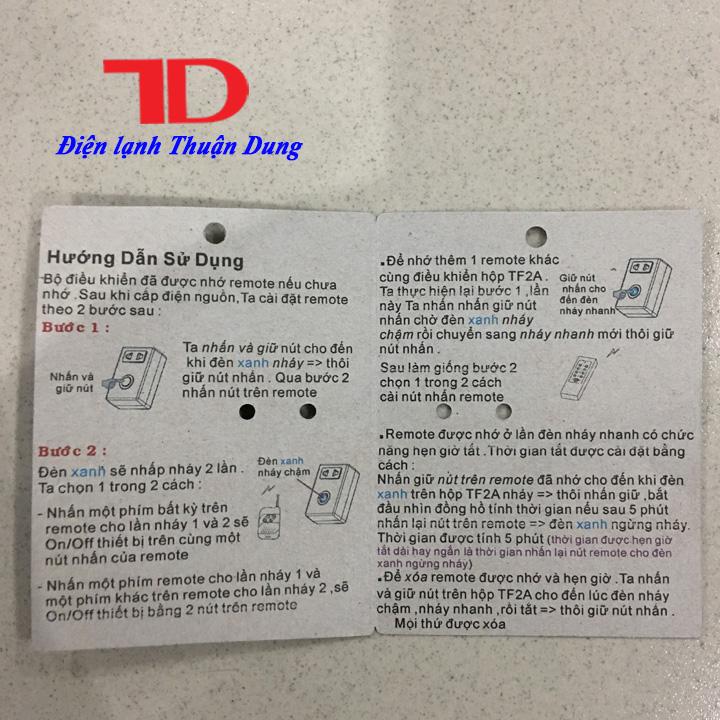 TD
Điện lạnh Thuận Dung
Hướng Dẫn Sử Dụng
Bộ điều khiển đã được nhớ remote nếu chưa
nhớ .Sau khi cấp điện nguồn,Ta cài đặt remote
theo 2 bước sau :
Bước 1 :
Nhấn và
giữ nút
Ta nhấn và giữ nút cho đến
khi đèn xanh nháy => thôi
giữ nút nhấn . Qua bước 2
nhấn nút trên remote
Bước 2 :
Đèn xanh sẽ nhấp nháy 2 lần .
Ta chọn 1 trong 2 cách :
Đèn xanh
nháy chậm
- Nhấn một phím bất kỳ trên
remote cho lần nháy 1 và 2 sẽ
On/Off thiết bị trên cùng một
nút nhấn của remote
- Nhấn một phím remote cho lần nháy 1 và
một phím khác trên remote cho lần nháy 2 ,sẽ
On/Off thiết bị bằng 2 nút trên remote
.Để nhớ thêm 1 remote khác
cùng điều khiển hộp TF2A .
Ta thực hiện lại bước 1 ,lần
này Ta nhấn nhấn giữ nút
nhấn chờ đèn xanh nháy
chậm rồi chuyển sang nháy nhanh mới thôi giữ
nút nhấn .
Giữ nút
nhấn cho
đến đèn
nháy nhanh
Sau làm giống bước 2
chọn 1 trong 2 cách
cài nút nhấn remote
.Remote được nhớ ở lần đèn nháy nhanh có chức
năng hẹn giờ tắt .Thời gian tắt được cài đặt bằng
cách :
Nhấn giữ nút trên remote đã nhớ cho đến khi đèn
xanh trên hộp TF2A nháy => thôi nhấn giữ ,bắt
đầu nhìn đồng hồ tính thời gian nếu sau 5 phút
nhấn lại nút trên remote => đèn xanh ngừng nháy.
Thời gian được tính 5 phút (thời gian được hẹn giờ
tắt dài hay ngắn là thời gian nhấn lại nút remote cho đèn
xanh ngừng nháy)
.Để xóa remote được nhớ và hẹn giờ .Ta nhấn
và giữ nút trên hộp TF2A cho đến lúc đèn nháy
chậm ,nháy nhanh ,rồi tắt => thôi giữ nút nhấn .
Mọi thứ được xóa